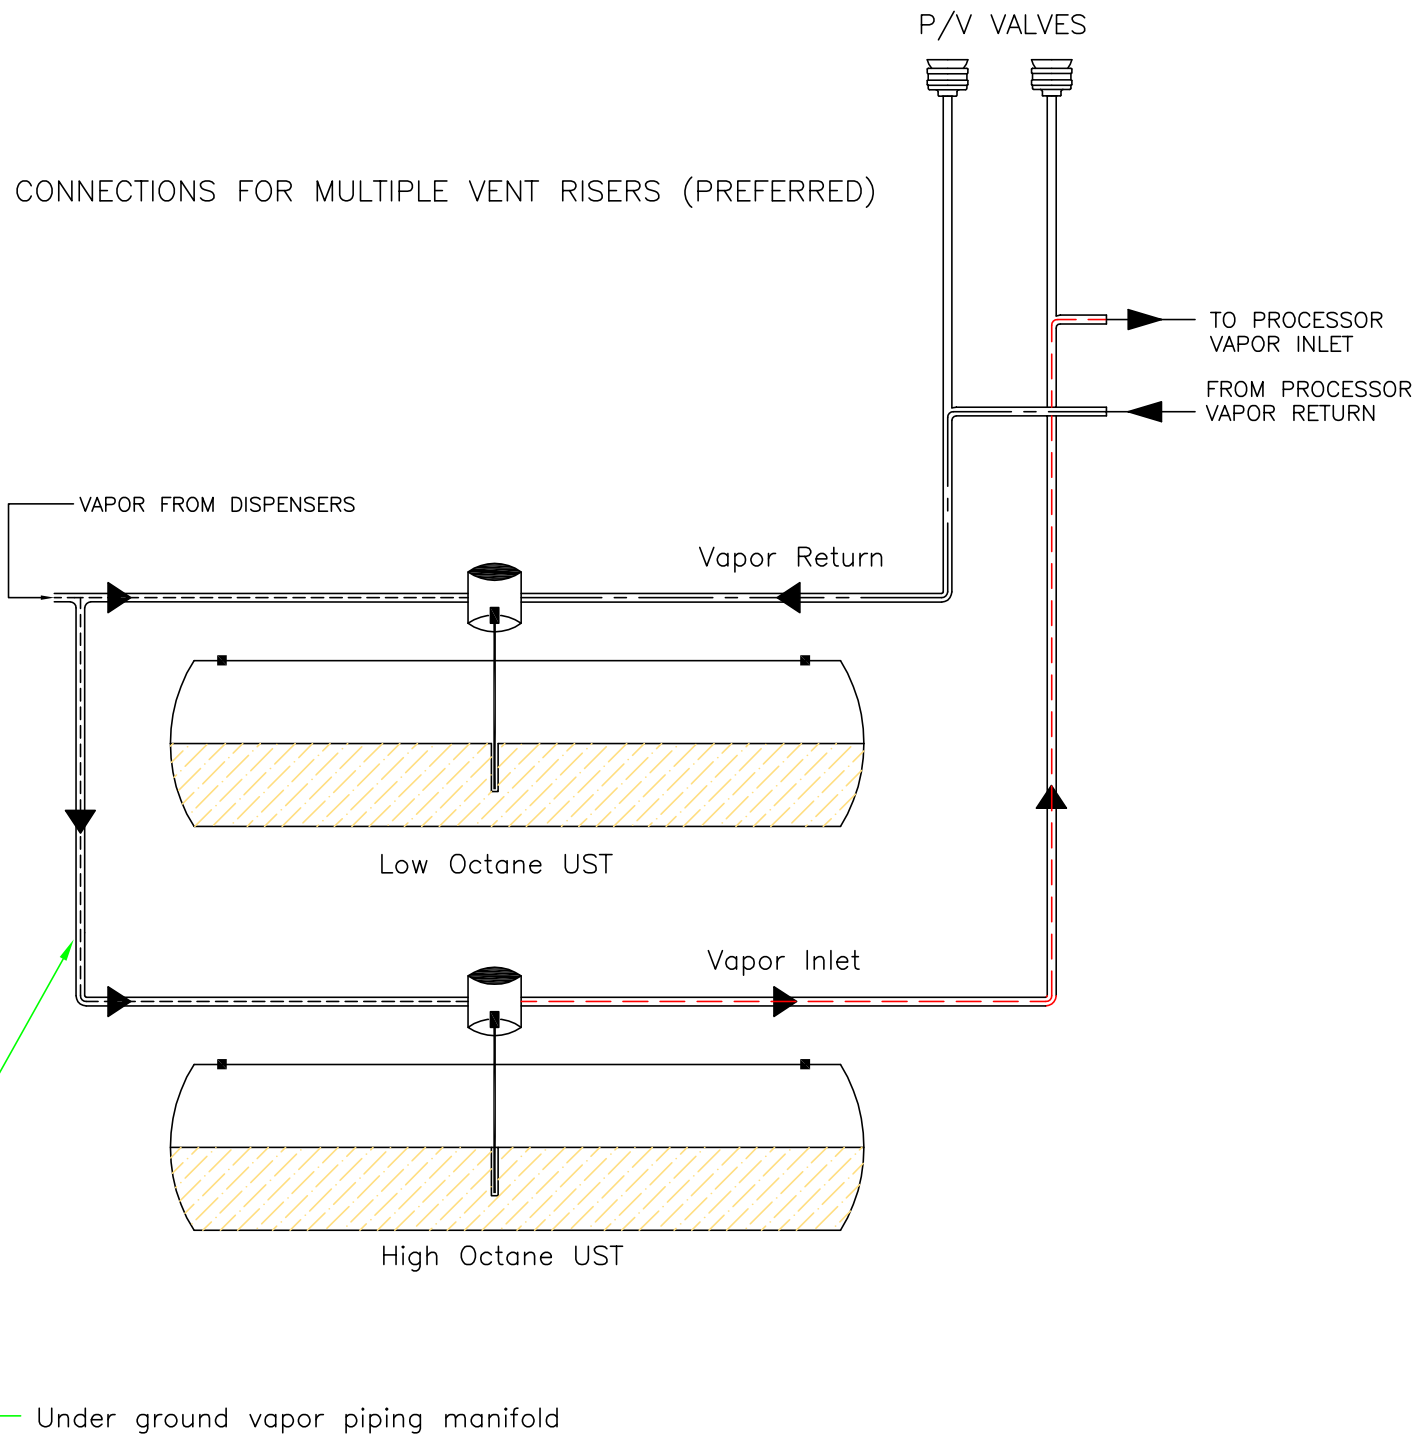 P/V VALVES
CONNECTIONS FOR MULTIPLE VENT RISERS (PREFERRED)
TO PROCESSOR
VAPOR INLET
FROM PROCESSOR
VAPOR RETURN
VAPOR FROM DISPENSERS
Vapor Return
Low Octane UST
Vapor Inlet
High Octane UST
Under ground vapor piping manifold